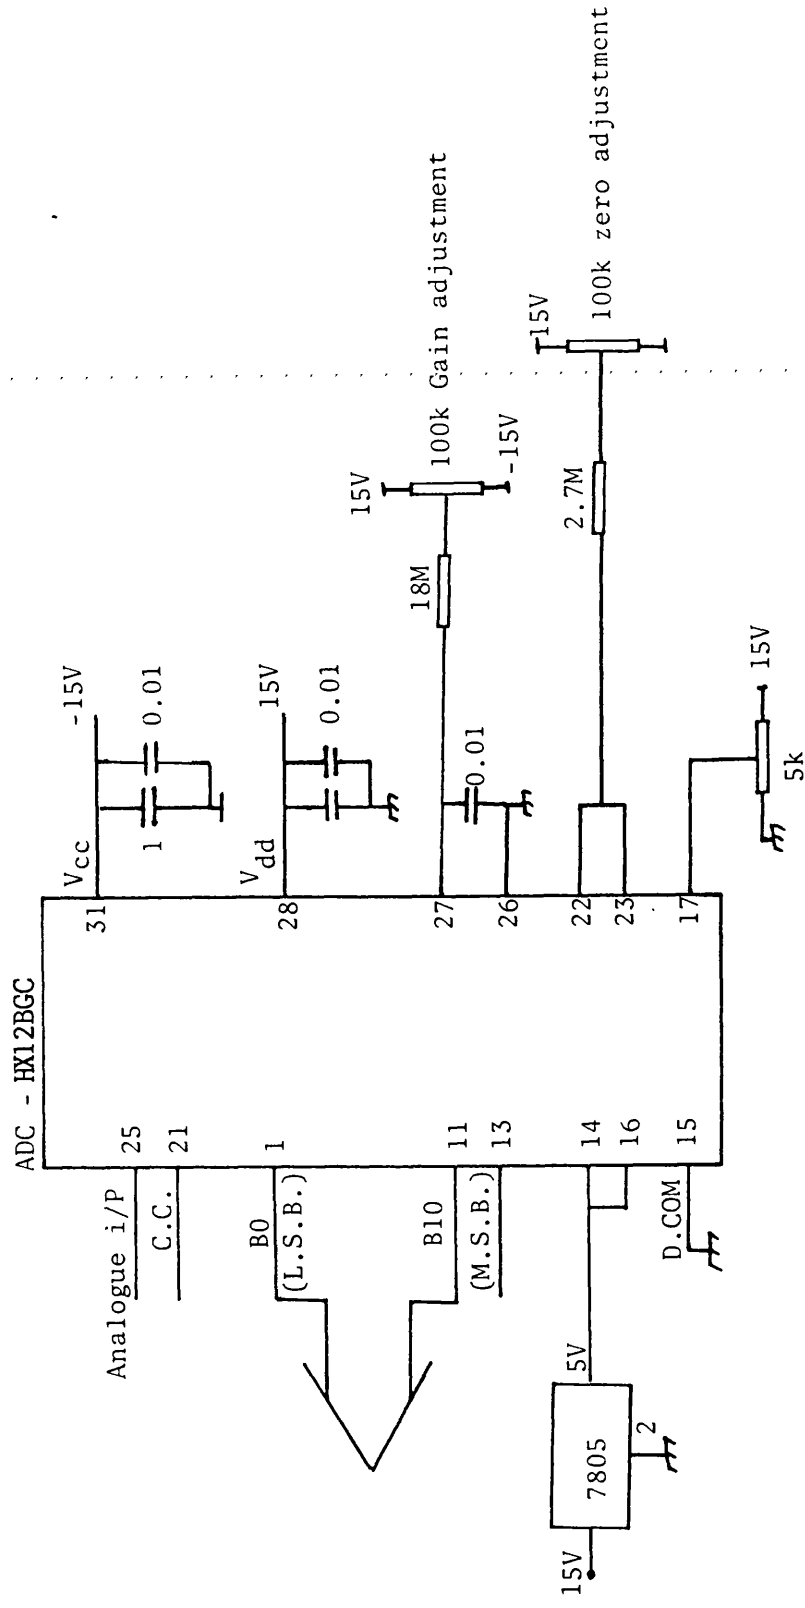 ADC - HX12BGC
Analogue i/P
25
C.C.
21
B0
(L.S.B.)
1
B10
11
(M.S.B.)
13
14
16
D.COM
15
15V
7805
5V
2
31
Vcc
-15V
1
0.01
28
Vdd
15V
0.01
27
26
0.01
18M
15V
-15V
100k Gain adjustment
22
23
2.7M
15V
100k zero adjustment
17
5k
15V